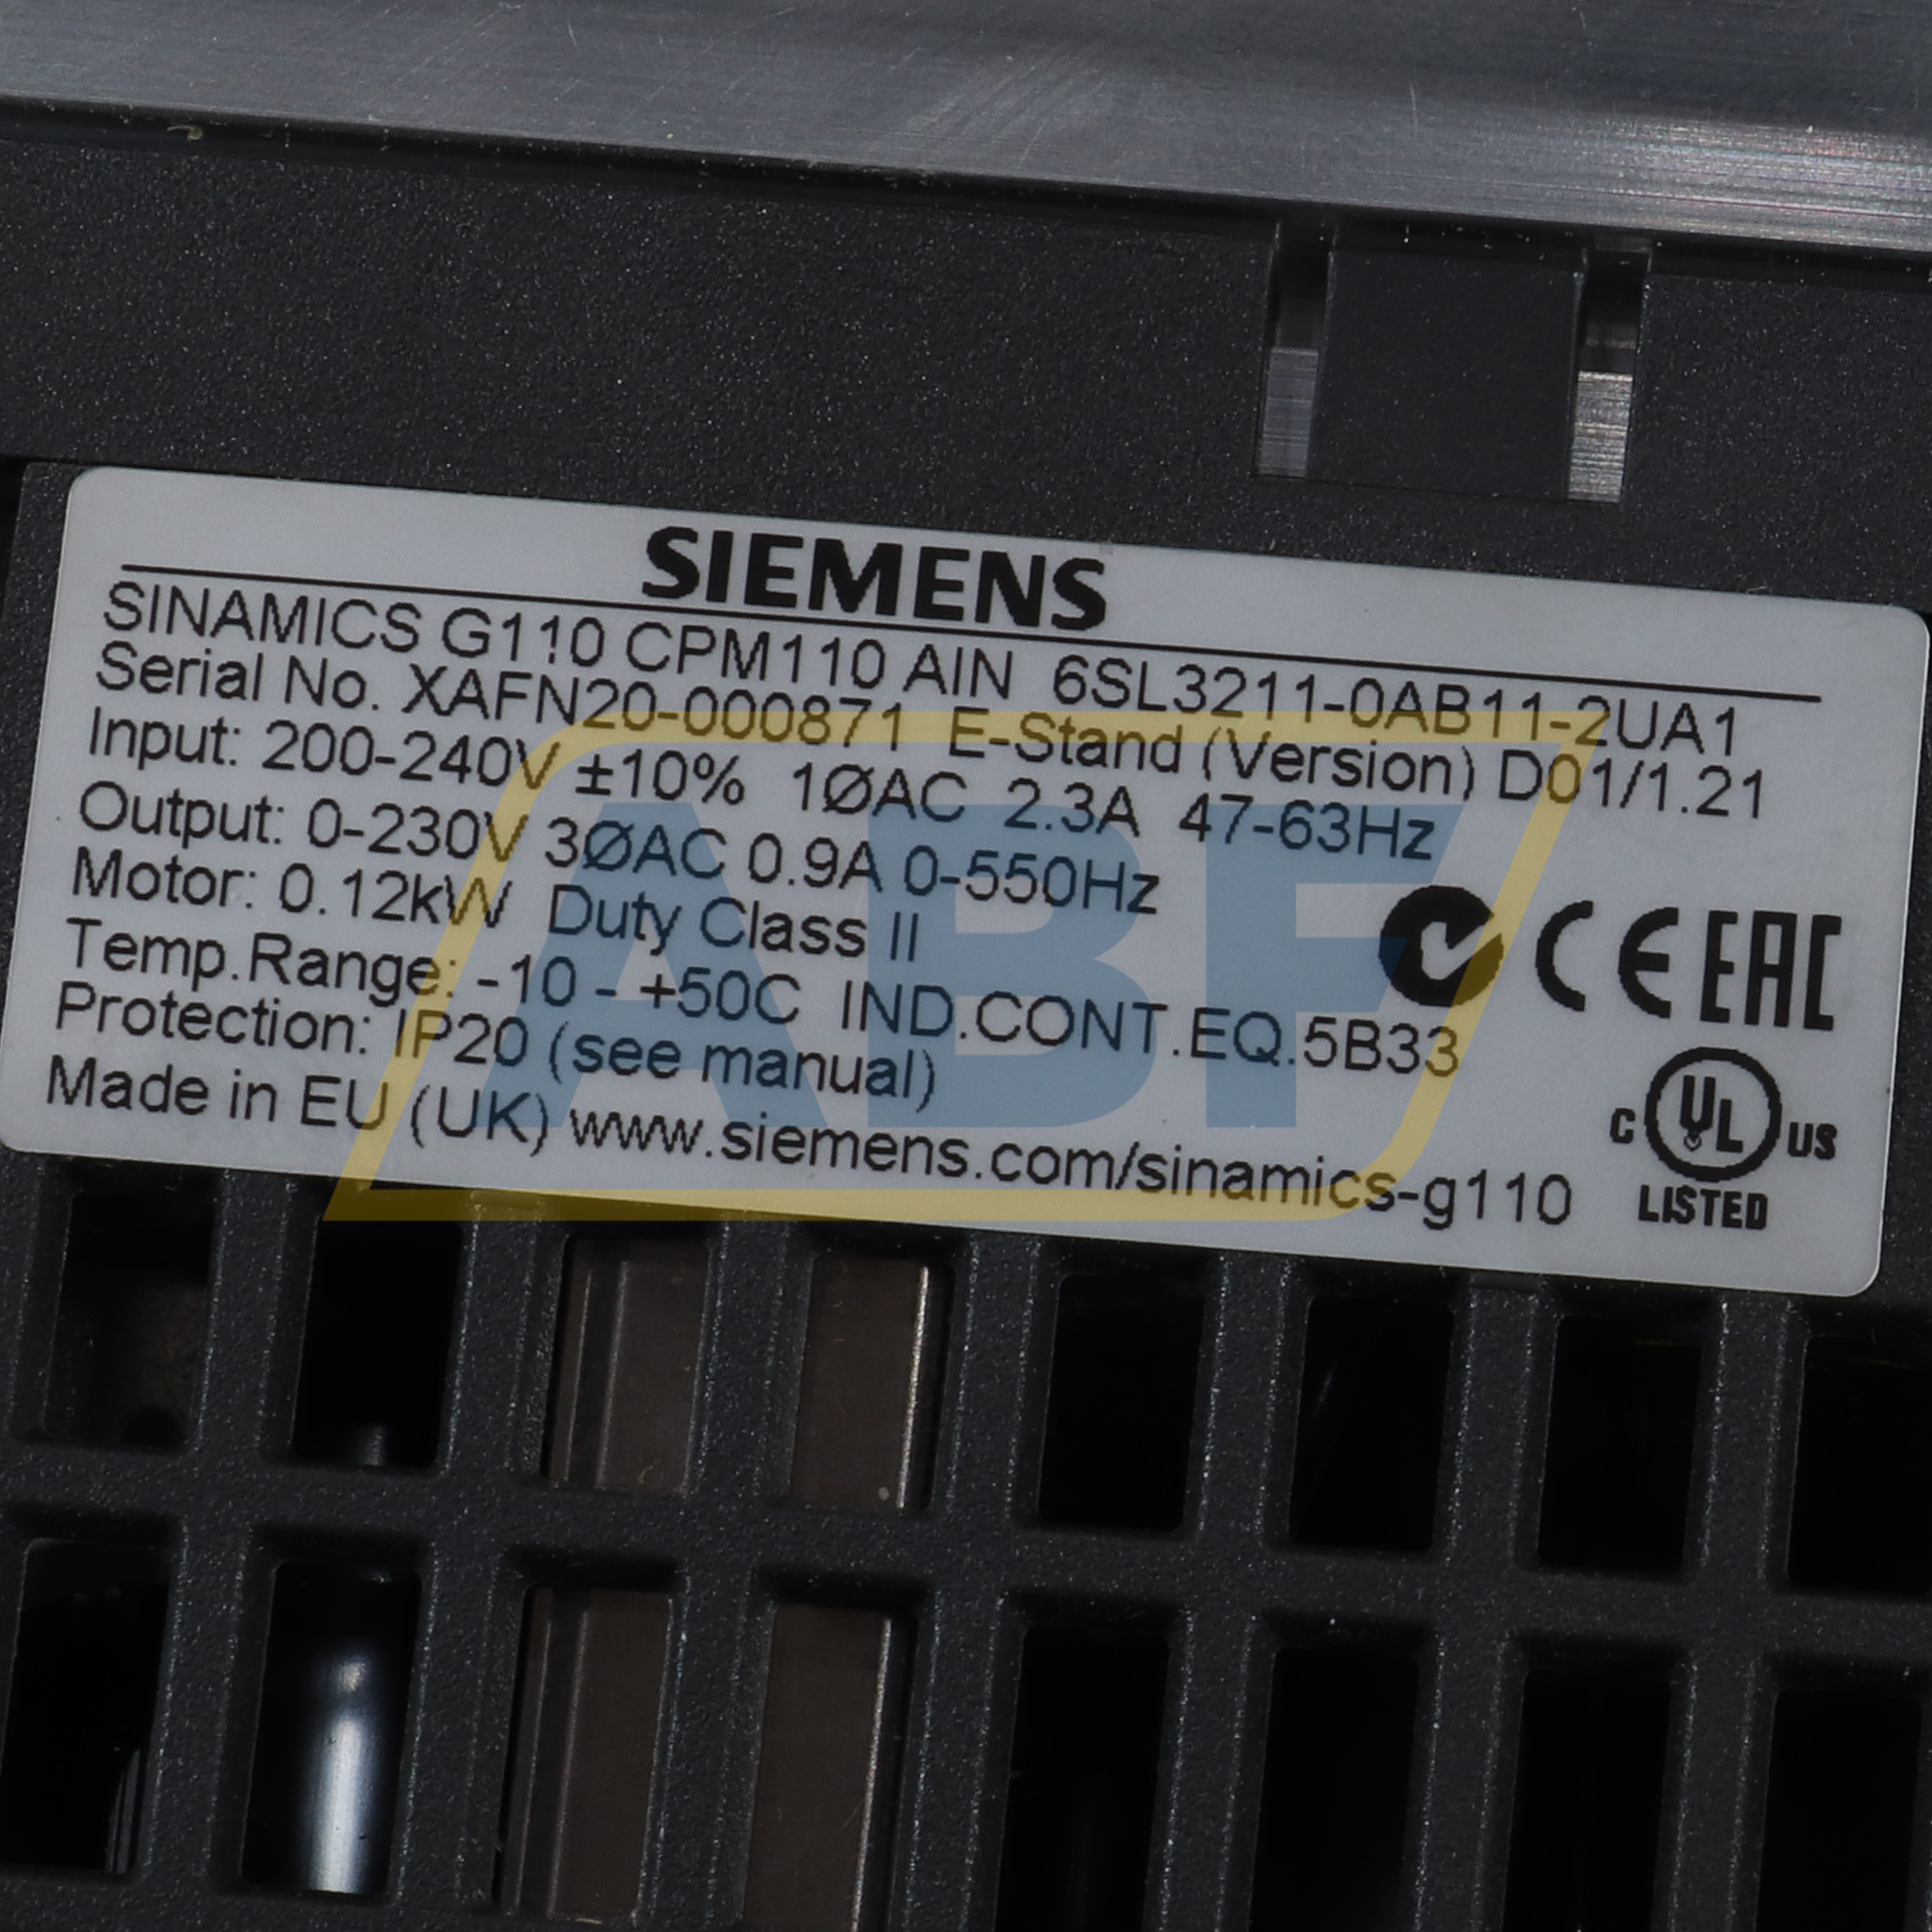 SIEMENS
SINAMICS G110 CPM110 AIN 6SL3211-0AB11-2UA1
Serial No. XAFN20-000871 E-Stand (Version) D01/1.21
Input: 200-240V ±10% 1ØAC 2.3A 47-63Hz
Output: 0-230V 3ØAC 0.9A 0-550Hz
Motor: 0.12kW Duty Class II
Temp.Range: -10 - +50C IND.CONT.EQ.5B33
Protection: IP20 (see manual)
Made in EU (UK) www.siemens.com/sinamics-g110
CE EAC
C UL US
LISTED
ABF